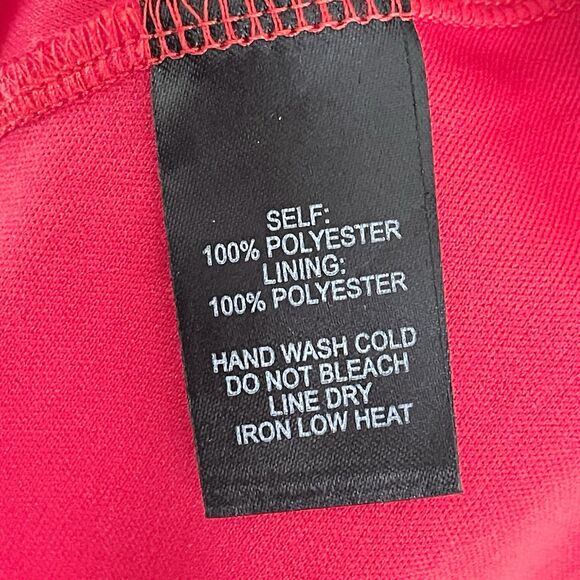 SELF:
100% POLYESTER
LINING:
100% POLYESTER
HAND WASH COLD
DO NOT BLEACH
LINE DRY
IRON LOW HEAT